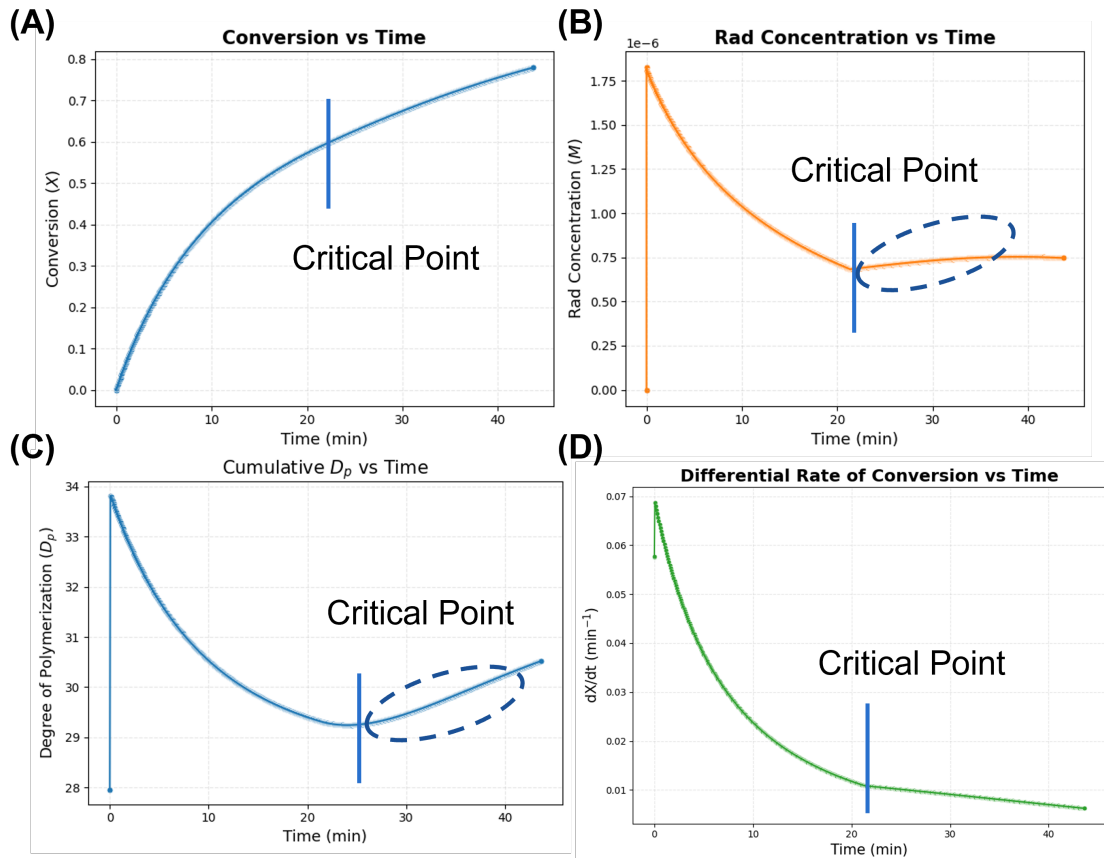 (A)
Conversion vs Time
0.8
0.7
0.6
0.5
0.4
0.3
0.2
0.1
0.0
Conversion (X)
Critical Point
0
10
20
30
40
Time (min)
(B)
1e-6
Rad Concentration vs Time
1.75
1.50
1.25
1.00
0.75
0.50
0.25
0.00
Rad Concentration (M)
Critical Point
0
10
20
30
40
Time (min)
(C)
Cumulative Dp vs Time
34
33
32
31
30
29
28
Degree of Polymerization (Dp)
Critical Point
0
10
20
30
40
Time (min)
(D)
Differential Rate of Conversion vs Time
0.07
0.06
0.05
0.04
0.03
0.02
0.01
dX/dt (min⁻¹)
Critical Point
0
10
20
30
40
Time (min)